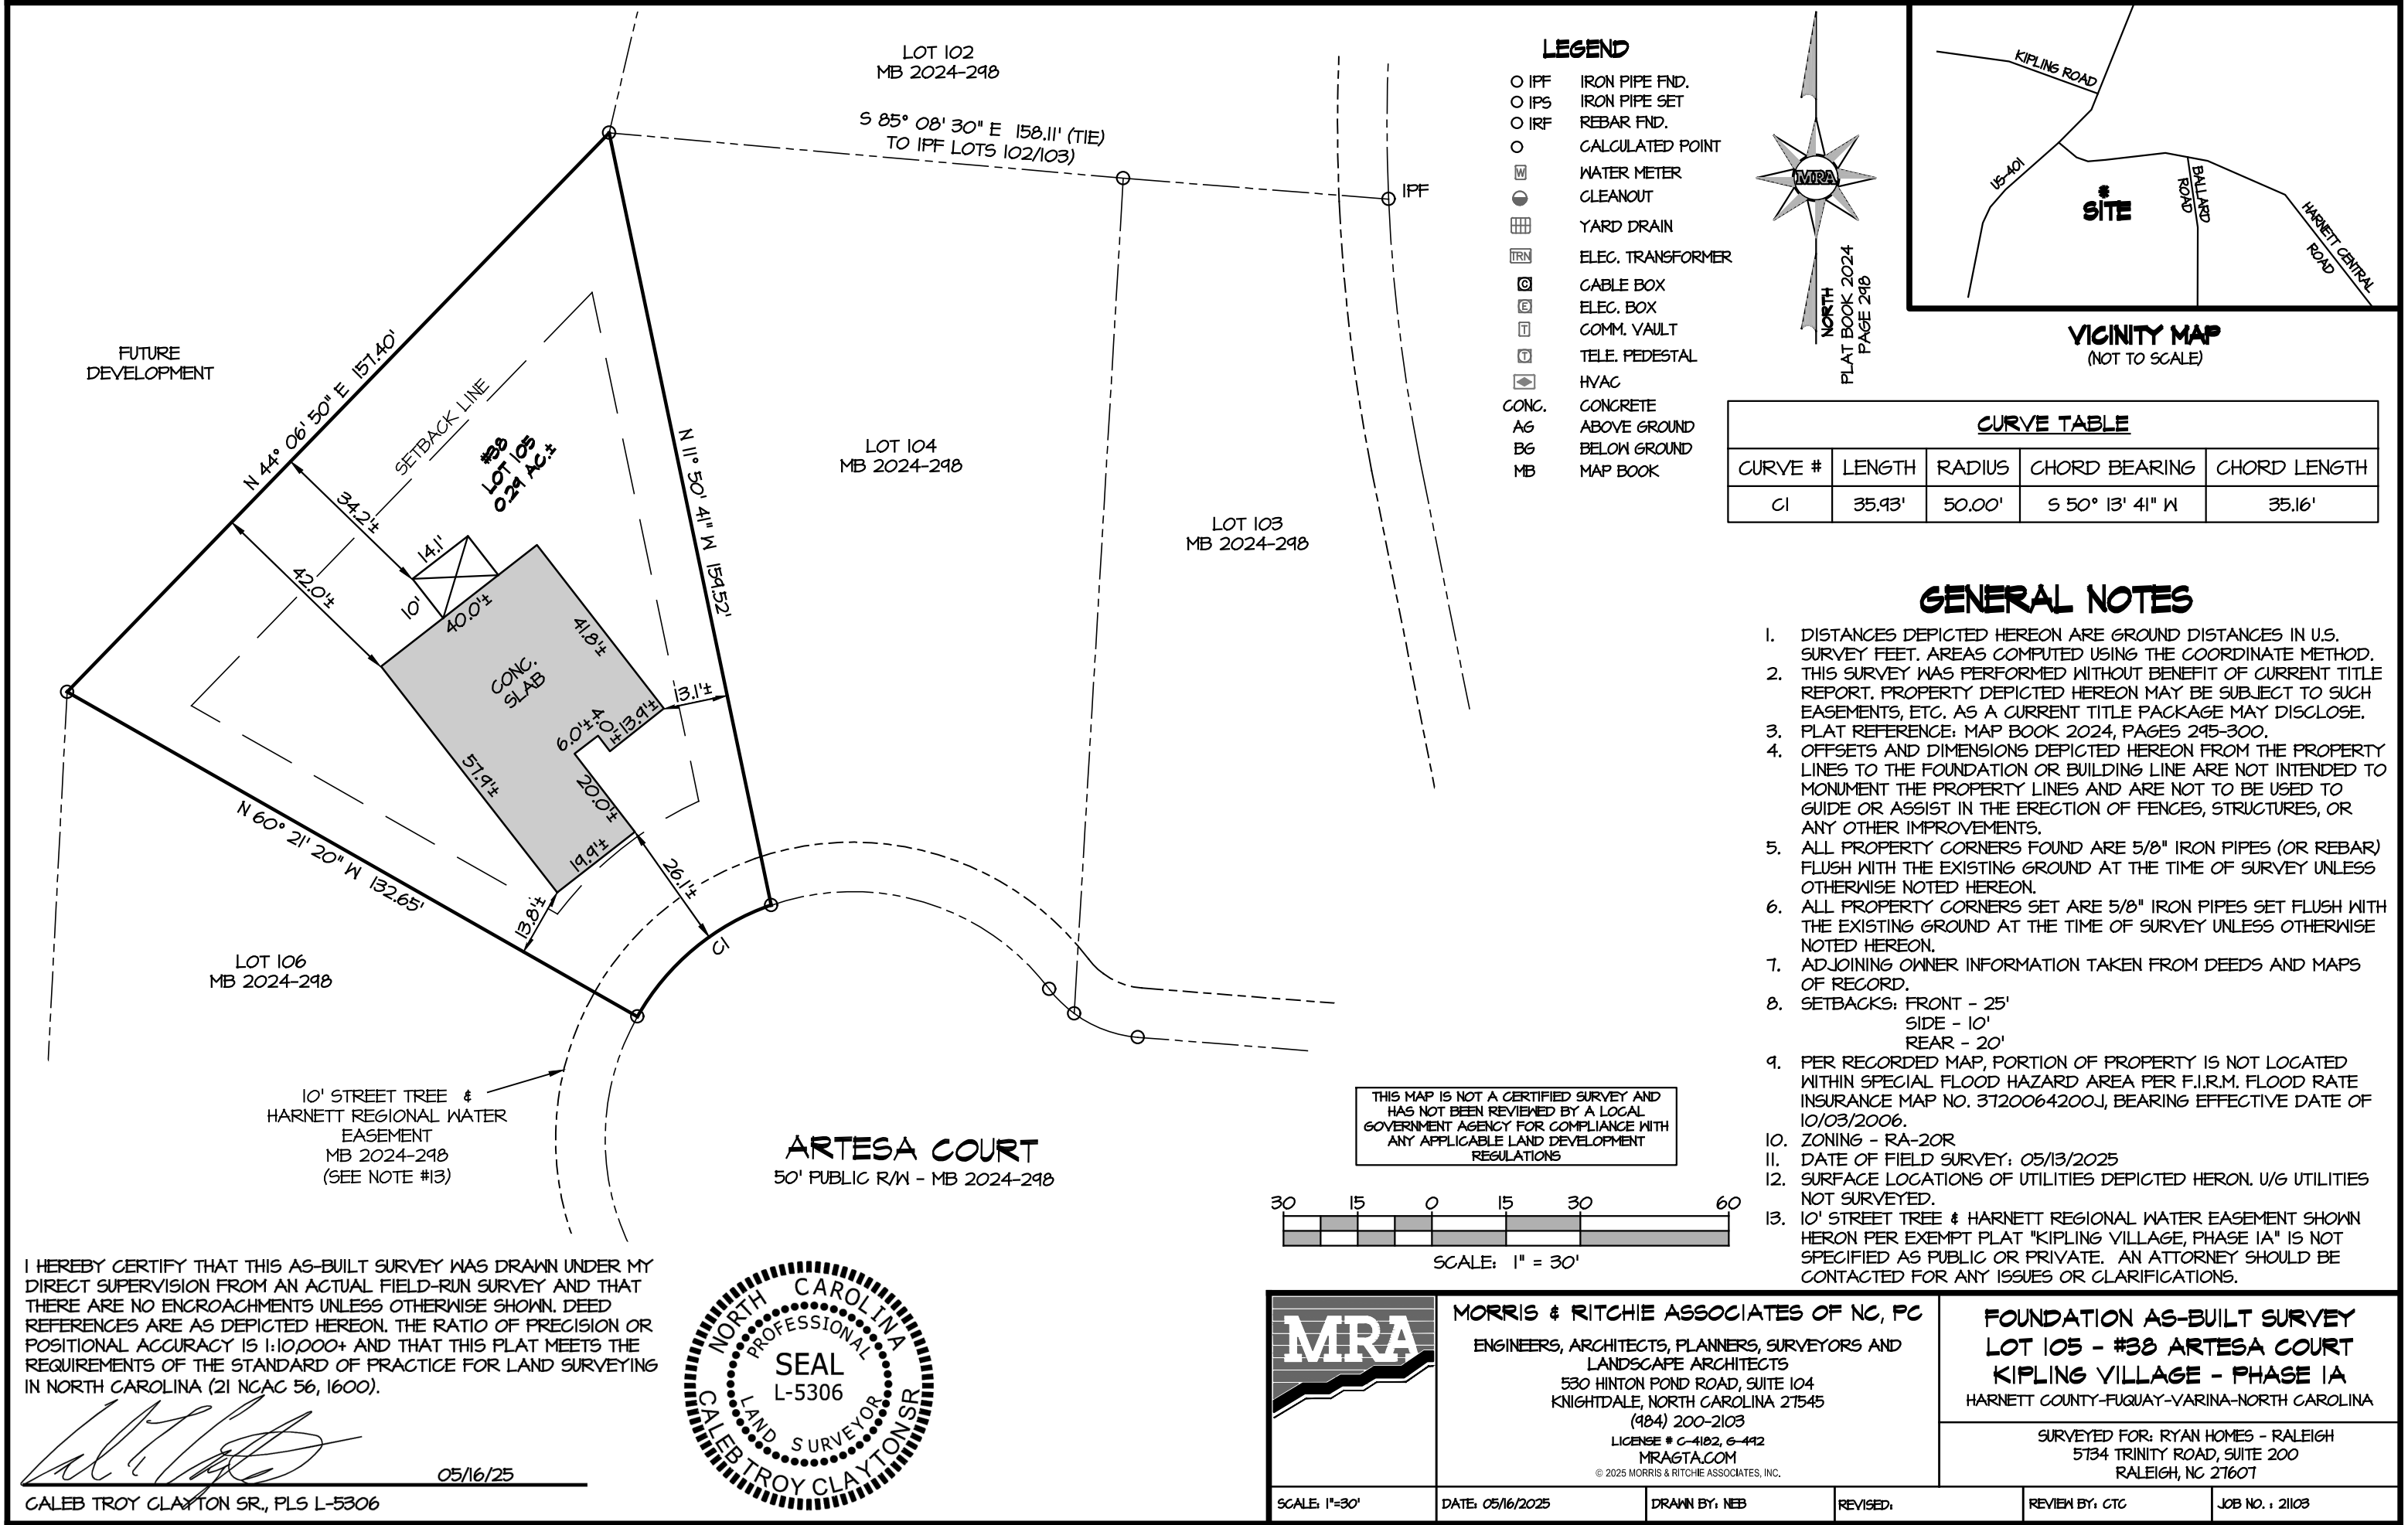 LOT 102
MB 2024-298
S 85° 08' 30" E 158.11' (TIE)
TO IPF LOTS 102/103)
IPF
FUTURE
DEVELOPMENT
N 44° 06' 50" E 157.40'
SETBACK LINE
#38
LOT 105
0.29 AC.±
N 11° 50' 41" W 159.52'
LOT 104
MB 2024-298
LOT 103
MB 2024-298
34.2'±
14.1'
42.0'±
10'
40.0'±
41.8'±
CONC.
SLAB
13.1'±
6.0'±
4.0'±
13.9'±
57.9'±
20.0'±
19.9'±
26.1'±
13.8'±
N 60° 21' 20" W 132.65'
C1
LOT 106
MB 2024-298
10' STREET TREE &
HARNETT REGIONAL WATER
EASEMENT
MB 2024-298
(SEE NOTE #13)
ARTESA COURT
50' PUBLIC R/W - MB 2024-298
LEGEND
IPF IRON PIPE FND.
IPS IRON PIPE SET
IRF REBAR FND.
CALCULATED POINT
W WATER METER
CLEANOUT
YARD DRAIN
TRN ELEC. TRANSFORMER
C CABLE BOX
E ELEC. BOX
T COMM. VAULT
T TELE. PEDESTAL
HVAC
CONC. CONCRETE
AG ABOVE GROUND
BG BELOW GROUND
MB MAP BOOK
MRA
NORTH
PLAT BOOK 2024
PAGE 298
KIPLING ROAD
US-401
#
SITE
BALLARD
ROAD
HARNETT CENTRAL
ROAD
VICINITY MAP
(NOT TO SCALE)
CURVE TABLE
CURVE # LENGTH RADIUS CHORD BEARING CHORD LENGTH
C1 35.93' 50.00' S 50° 13' 41" W 35.16'
GENERAL NOTES
1. DISTANCES DEPICTED HEREON ARE GROUND DISTANCES IN U.S.
SURVEY FEET. AREAS COMPUTED USING THE COORDINATE METHOD.
2. THIS SURVEY WAS PERFORMED WITHOUT BENEFIT OF CURRENT TITLE
REPORT. PROPERTY DEPICTED HEREON MAY BE SUBJECT TO SUCH
EASEMENTS, ETC. AS A CURRENT TITLE PACKAGE MAY DISCLOSE.
3. PLAT REFERENCE: MAP BOOK 2024, PAGES 295-300.
4. OFFSETS AND DIMENSIONS DEPICTED HEREON FROM THE PROPERTY
LINES TO THE FOUNDATION OR BUILDING LINE ARE NOT INTENDED TO
MONUMENT THE PROPERTY LINES AND ARE NOT TO BE USED TO
GUIDE OR ASSIST IN THE ERECTION OF FENCES, STRUCTURES, OR
ANY OTHER IMPROVEMENTS.
5. ALL PROPERTY CORNERS FOUND ARE 5/8" IRON PIPES (OR REBAR)
FLUSH WITH THE EXISTING GROUND AT THE TIME OF SURVEY UNLESS
OTHERWISE NOTED HEREON.
6. ALL PROPERTY CORNERS SET ARE 5/8" IRON PIPES SET FLUSH WITH
THE EXISTING GROUND AT THE TIME OF SURVEY UNLESS OTHERWISE
NOTED HEREON.
7. ADJOINING OWNER INFORMATION TAKEN FROM DEEDS AND MAPS
OF RECORD.
8. SETBACKS: FRONT - 25'
SIDE - 10'
REAR - 20'
9. PER RECORDED MAP, PORTION OF PROPERTY IS NOT LOCATED
WITHIN SPECIAL FLOOD HAZARD AREA PER F.I.R.M. FLOOD RATE
INSURANCE MAP NO. 3720064200J, BEARING EFFECTIVE DATE OF
10/03/2006.
10. ZONING - RA-20R
11. DATE OF FIELD SURVEY: 05/13/2025
12. SURFACE LOCATIONS OF UTILITIES DEPICTED HERON. U/G UTILITIES
NOT SURVEYED.
13. 10' STREET TREE & HARNETT REGIONAL WATER EASEMENT SHOWN
HERON PER EXEMPT PLAT "KIPLING VILLAGE, PHASE 1A" IS NOT
SPECIFIED AS PUBLIC OR PRIVATE. AN ATTORNEY SHOULD BE
CONTACTED FOR ANY ISSUES OR CLARIFICATIONS.
THIS MAP IS NOT A CERTIFIED SURVEY AND
HAS NOT BEEN REVIEWED BY A LOCAL
GOVERNMENT AGENCY FOR COMPLIANCE WITH
ANY APPLICABLE LAND DEVELOPMENT
REGULATIONS
30 15 0 15 30 60
SCALE: 1" = 30'
I HEREBY CERTIFY THAT THIS AS-BUILT SURVEY WAS DRAWN UNDER MY
DIRECT SUPERVISION FROM AN ACTUAL FIELD-RUN SURVEY AND THAT
THERE ARE NO ENCROACHMENTS UNLESS OTHERWISE SHOWN. DEED
REFERENCES ARE AS DEPICTED HEREON. THE RATIO OF PRECISION OR
POSITIONAL ACCURACY IS 1:10,000+ AND THAT THIS PLAT MEETS THE
REQUIREMENTS OF THE STANDARD OF PRACTICE FOR LAND SURVEYING
IN NORTH CAROLINA (21 NCAC 56, 1600).
05/16/25
CALEB TROY CLAYTON SR., PLS L-5306
NORTH CAROLINA
PROFESSIONAL
SEAL
L-5306
LAND SURVEYOR
CALEB TROY CLAYTON SR
MRA
MORRIS & RITCHIE ASSOCIATES OF NC, PC
ENGINEERS, ARCHITECTS, PLANNERS, SURVEYORS AND
LANDSCAPE ARCHITECTS
530 HINTON POND ROAD, SUITE 104
KNIGHTDALE, NORTH CAROLINA 27545
(984) 200-2103
LICENSE # C-4182, G-492
MRAGTA.COM
© 2025 MORRIS & RITCHIE ASSOCIATES, INC.
FOUNDATION AS-BUILT SURVEY
LOT 105 - #38 ARTESA COURT
KIPLING VILLAGE - PHASE 1A
HARNETT COUNTY-FUQUAY-VARINA-NORTH CAROLINA
SURVEYED FOR: RYAN HOMES - RALEIGH
5734 TRINITY ROAD, SUITE 200
RALEIGH, NC 27607
SCALE: 1"=30' DATE: 05/16/2025 DRAWN BY: NEB REVISED: REVIEW BY: CTC JOB NO. : 21103